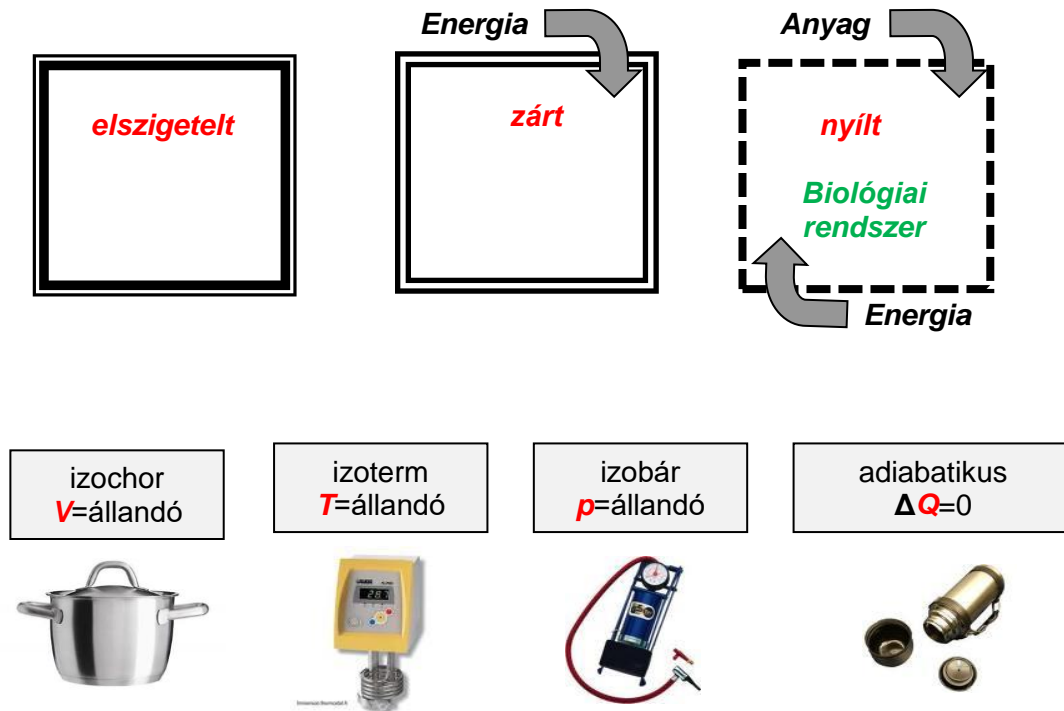 Energia
Anyag
elszigetelt
zárt
nyílt
Biológiai
rendszer
Energia
izochor
V=állandó
izoterm
T=állandó
izobár
p=állandó
adiabatikus
ΔQ=0